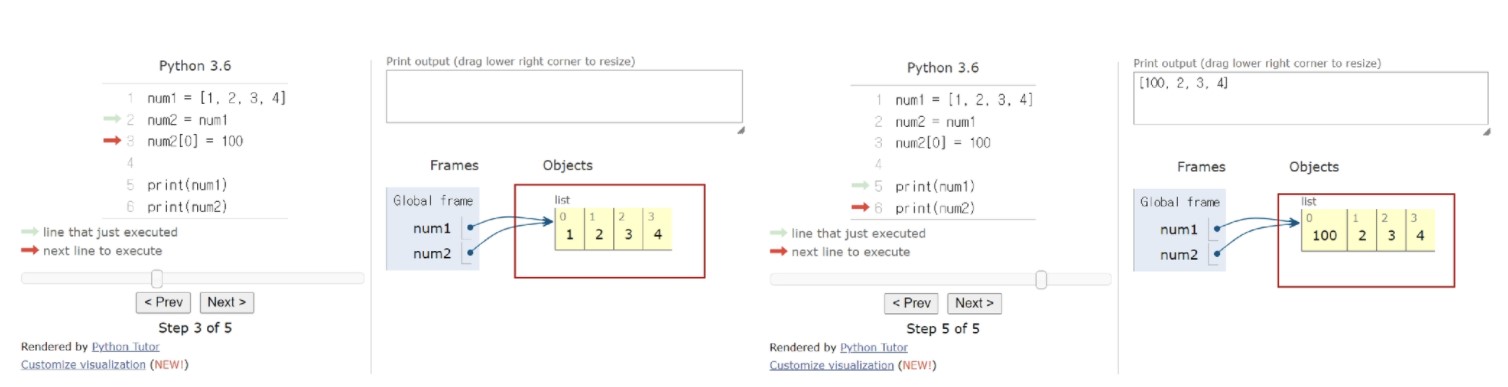 Python 3.6
1 num1 = [1, 2, 3, 4]
2 num2 = num1
3 num2[0] = 100
4
5 print(num1)
6 print(num2)
line that just executed
next line to execute
< Prev Next >
Step 3 of 5
Rendered by Python Tutor
Customize visualization (NEW!)
Print output (drag lower right corner to resize)
Frames Objects
Global frame
num1
num2
list
0 1 2 3
1 2 3 4
Python 3.6
1 num1 = [1, 2, 3, 4]
2 num2 = num1
3 num2[0] = 100
4
5 print(num1)
6 print(num2)
line that just executed
next line to execute
< Prev Next >
Step 5 of 5
Rendered by Python Tutor
Customize visualization (NEW!)
Print output (drag lower right corner to resize)
[100, 2, 3, 4]
Frames Objects
Global frame
num1
num2
list
0 1 2 3
100 2 3 4